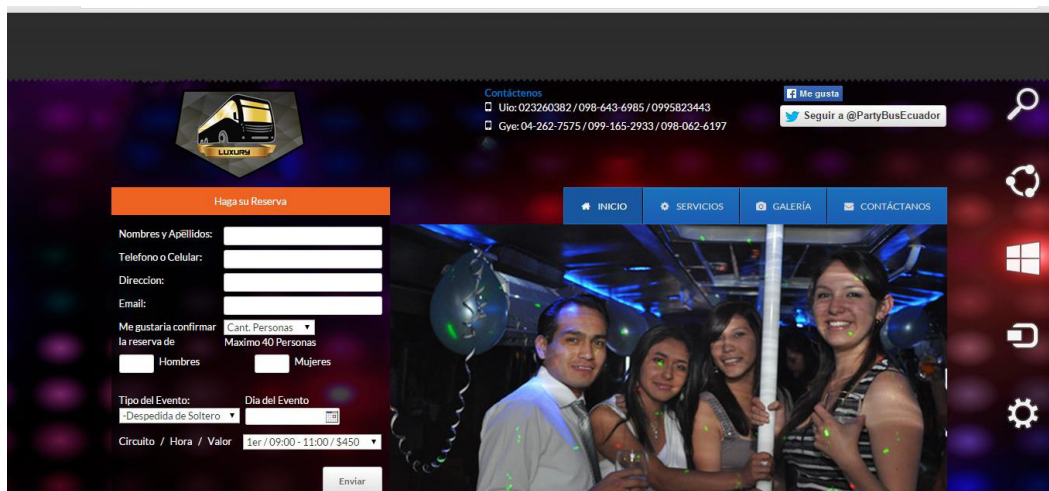 LUXURY
Contáctenos
Uio: 023260382 / 098-643-6985 / 0995823443
Gye: 04-262-7575 / 099-165-2933 / 098-062-6197
Me gusta
Seguir a @PartyBusEcuador
Haga su Reserva
INICIO
SERVICIOS
GALERÍA
CONTÁCTANOS
Nombres y Apellidos:
Telefono o Celular:
Direccion:
Email:
Me gustaria confirmar
la reserva de
Cant. Personas
Maximo 40 Personas
Hombres
Mujeres
Tipo del Evento:
Dia del Evento
-Despedida de Soltero
Circuito / Hora / Valor
1er / 09:00 - 11:00 / $450
Enviar